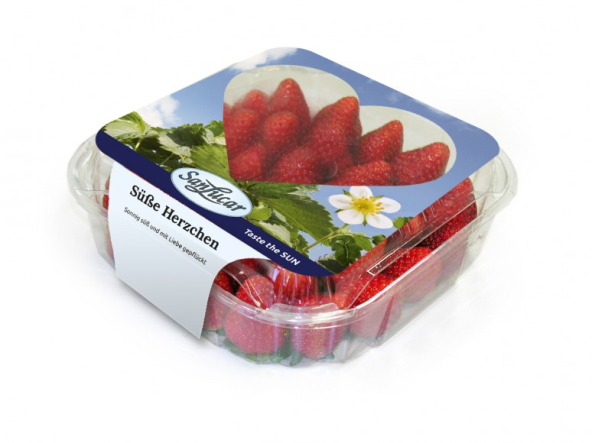 SanLucar
Süße Herzchen
Sonnig süß und mit Liebe gepflückt
Taste the SUN